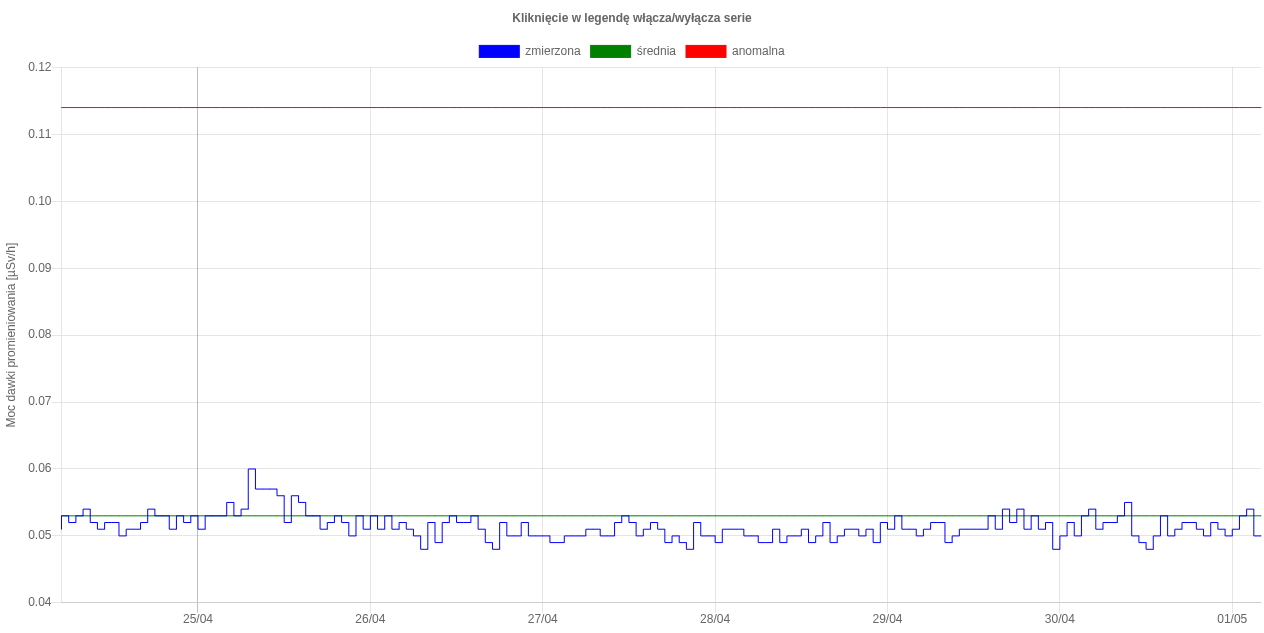 Kliknięcie w legendę włącza/wyłącza serie
zmierzona średnia anomalna
Moc dawki promieniowania [µSv/h]
0.12
0.11
0.10
0.09
0.08
0.07
0.06
0.05
0.04
25/04 26/04 27/04 28/04 29/04 30/04 01/05